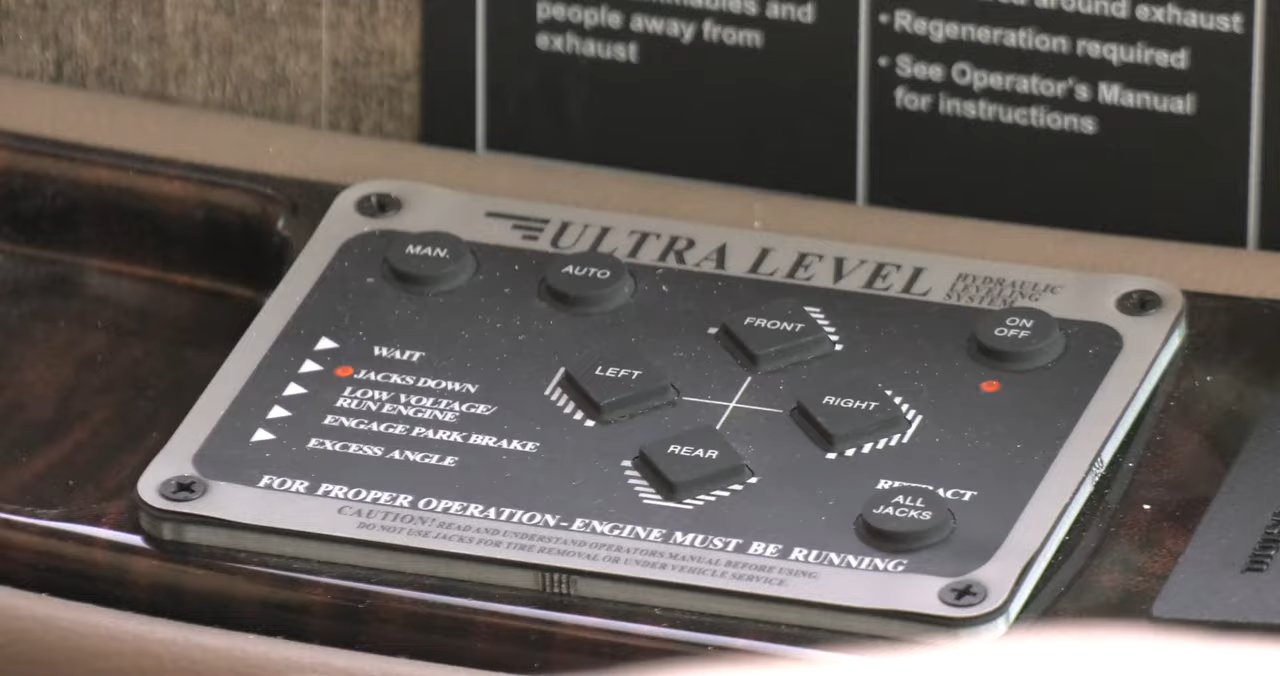 and
people away from
exhaust
around exhaust
• Regeneration required
• See Operator's Manual
for instructions
ULTRA LEVEL
HYDRAULIC
LEVELING
SYSTEM
MAN.
AUTO
FRONT
ON
OFF
LEFT
RIGHT
REAR
WAIT
JACKS DOWN
LOW VOLTAGE/
RUN ENGINE
ENGAGE PARK BRAKE
EXCESS ANGLE
RETRACT
ALL
JACKS
FOR PROPER OPERATION-ENGINE MUST BE RUNNING
CAUTION! READ AND UNDERSTAND OPERATORS MANUAL BEFORE USING.
DO NOT USE JACKS FOR TIRE REMOVAL OR UNDER VEHICLE SERVICE.